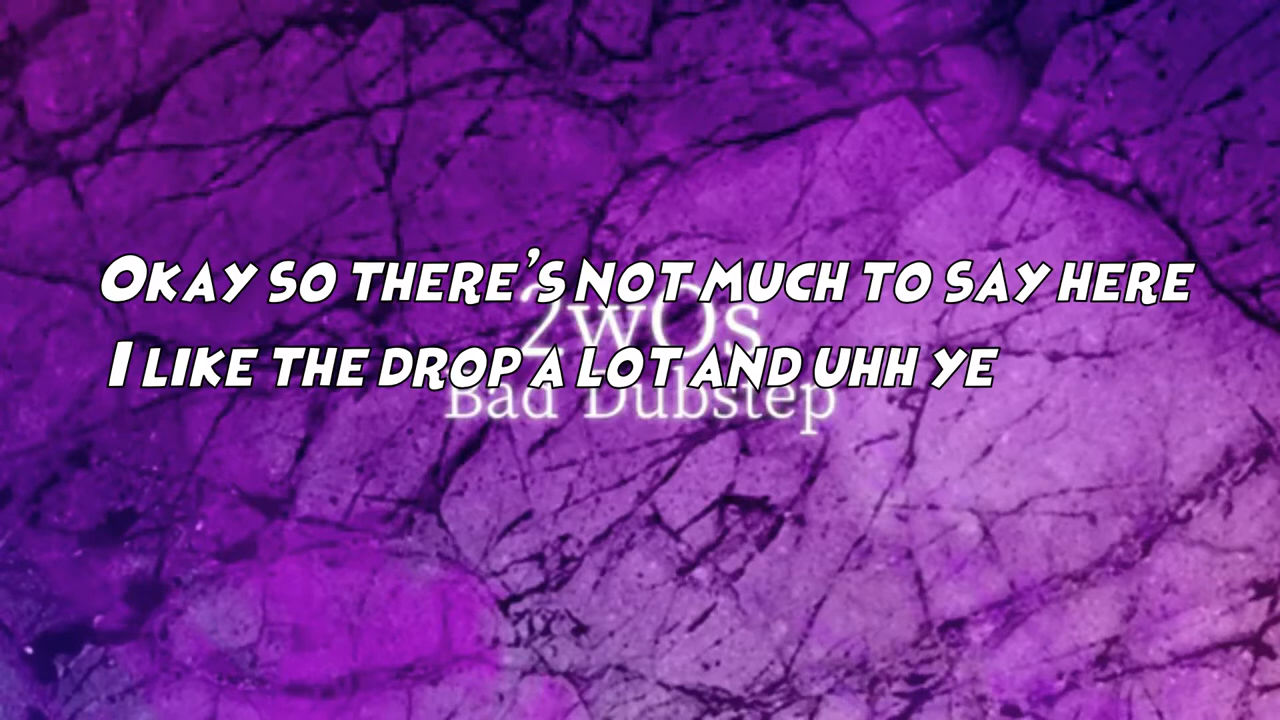 Okay so there's not much to say here
2wOs
I like the drop a lot and uhh ye
Bad Dubstep